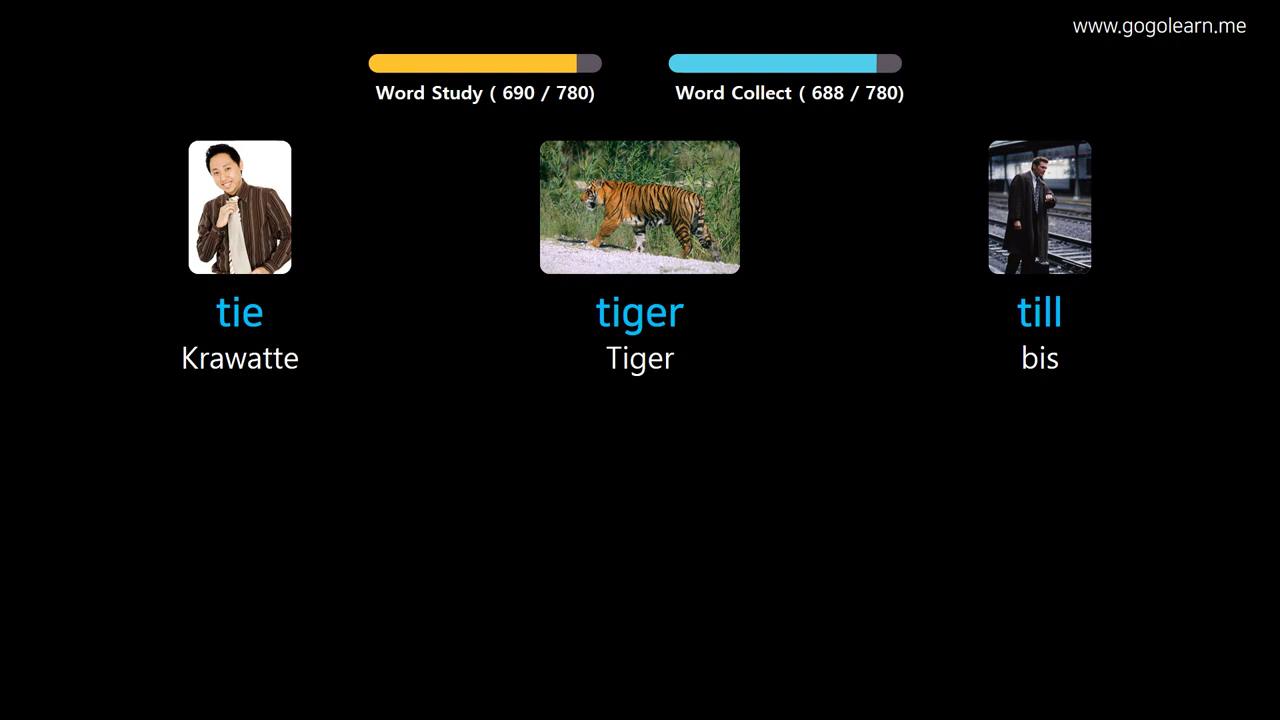 www.gogolearn.me
Word Study ( 690 / 780)
Word Collect ( 688 / 780)
tie
Krawatte
tiger
Tiger
till
bis